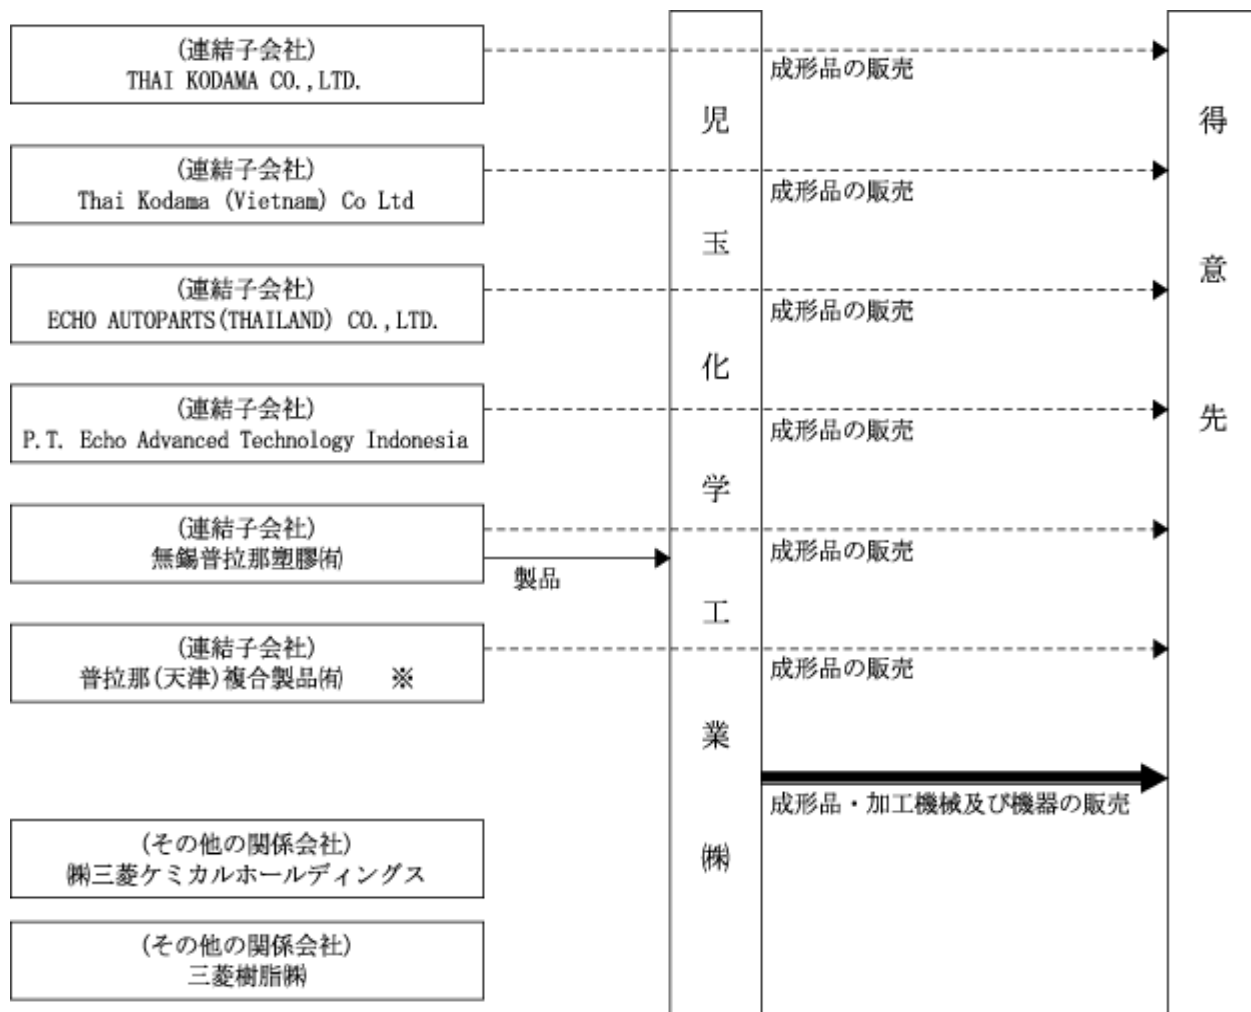 (連結子会社)
THAI KODAMA CO.,LTD.
成形品の販売
(連結子会社)
Thai Kodama (Vietnam) Co Ltd
成形品の販売
(連結子会社)
ECHO AUTOPARTS(THAILAND) CO.,LTD.
成形品の販売
(連結子会社)
P.T. Echo Advanced Technology Indonesia
成形品の販売
(連結子会社)
無錫普拉那塑膠㈲
製品
成形品の販売
(連結子会社)
普拉那(天津)複合製品㈲ ※
成形品の販売
成形品・加工機械及び機器の販売
(その他の関係会社)
㈱三菱ケミカルホールディングス
(その他の関係会社)
三菱樹脂㈱
児玉化学工業㈱
得意先